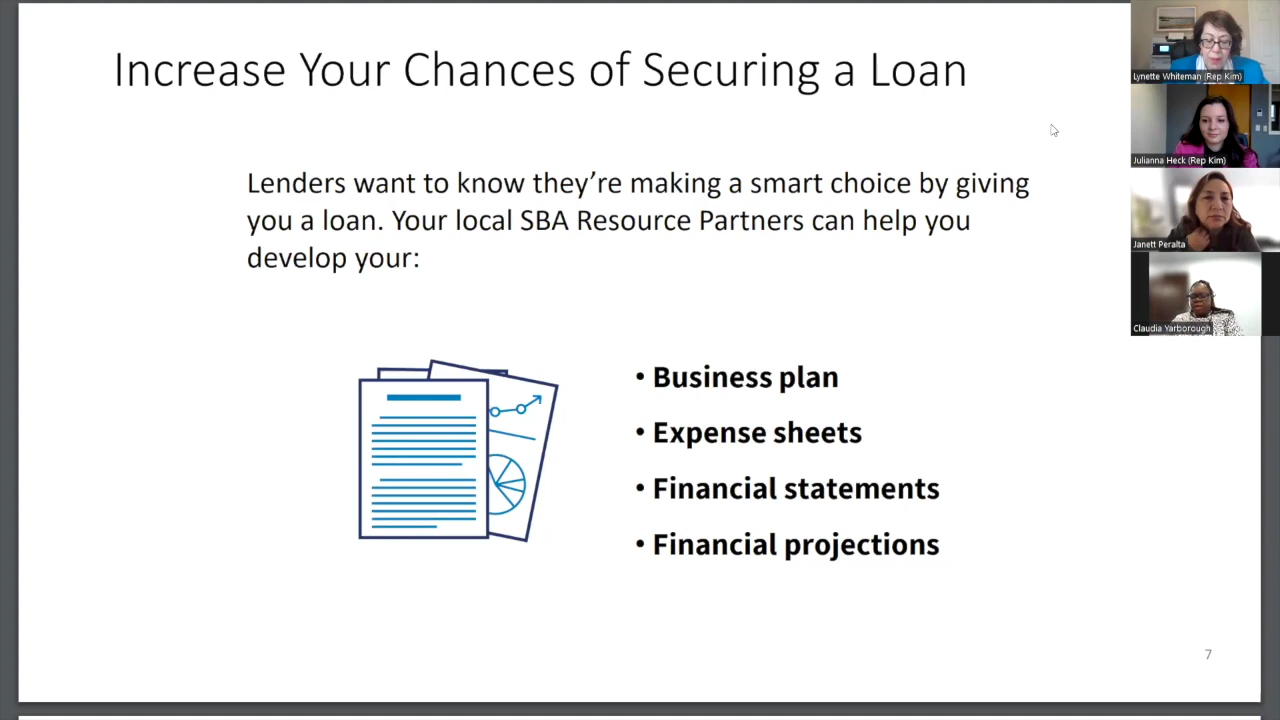 Increase Your Chances of Securing a Loan
Lenders want to know they're making a smart choice by giving
you a loan. Your local SBA Resource Partners can help you
develop your:
• Business plan
• Expense sheets
• Financial statements
• Financial projections
7
Lynette Whiteman (Rep Kim)
Julianna Heck (Rep Kim)
Janett Peralta
Claudia Yarborough